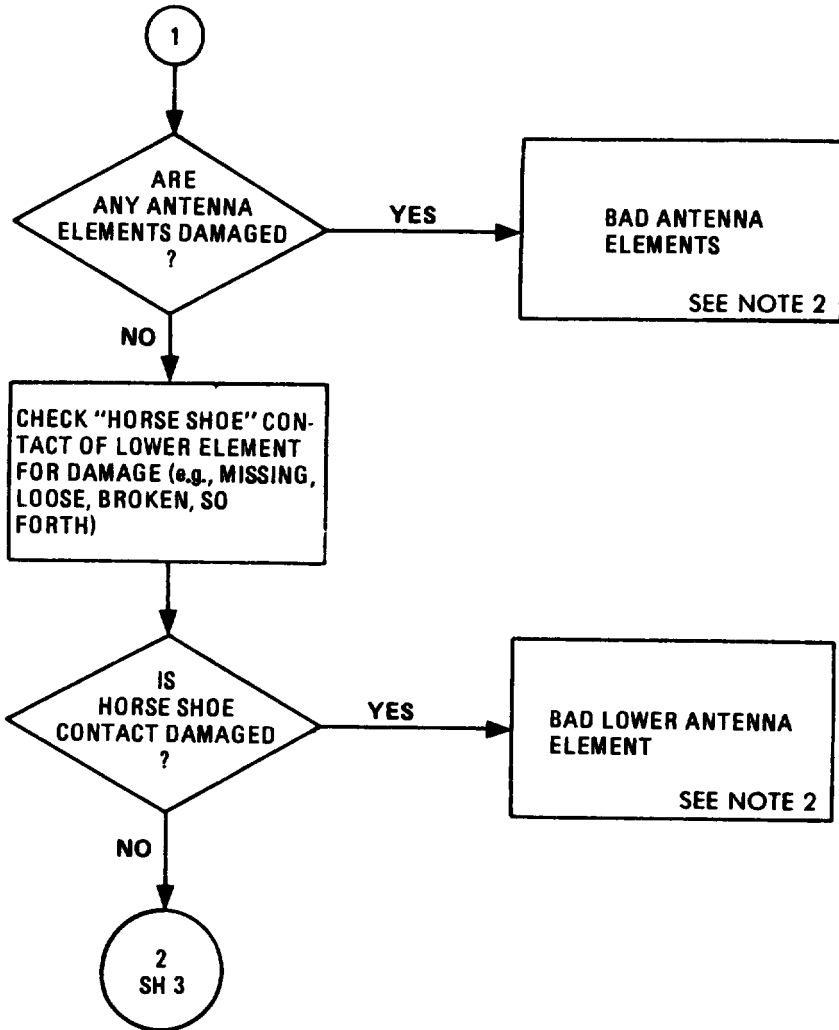 1
ARE
ANY ANTENNA
ELEMENTS DAMAGED
?
YES
BAD ANTENNA
ELEMENTS
SEE NOTE 2
NO
CHECK "HORSE SHOE" CON-
TACT OF LOWER ELEMENT
FOR DAMAGE (e.g., MISSING,
LOOSE, BROKEN, SO
FORTH)
IS
HORSE SHOE
CONTACT DAMAGED
?
YES
BAD LOWER ANTENNA
ELEMENT
SEE NOTE 2
NO
2
SH 3